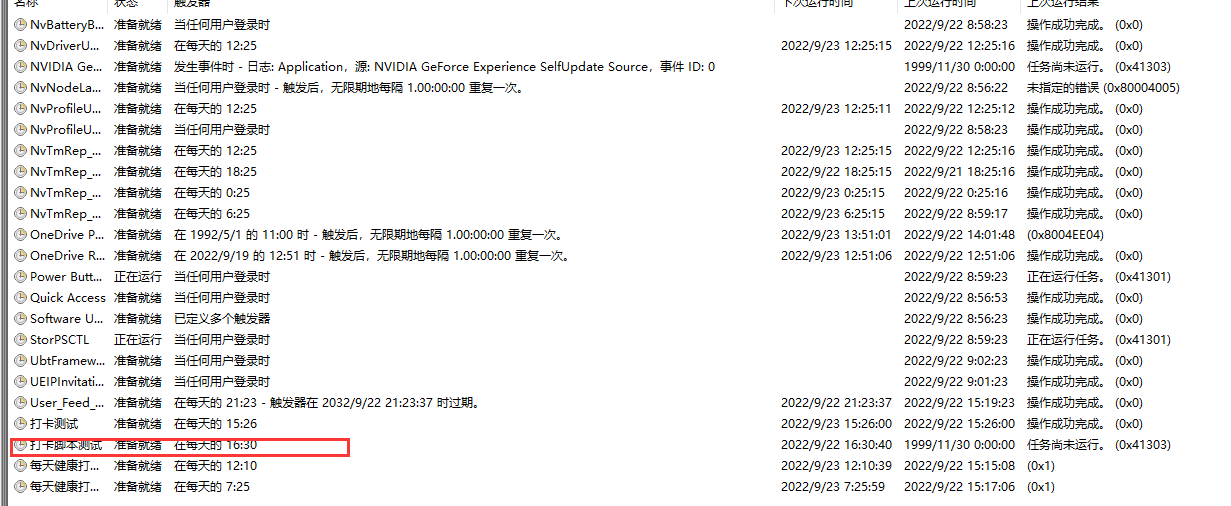 名称 状态 触发器 下次运行时间 上次运行时间 上次运行结果
NvBatteryB... 准备就绪 当任何用户登录时 2022/9/22 8:58:23 操作成功完成。 (0x0)
NvDriverU... 准备就绪 在每天的 12:25 2022/9/23 12:25:15 2022/9/22 12:25:16 操作成功完成。 (0x0)
NVIDIA Ge... 准备就绪 发生事件时 - 日志: Application，源: NVIDIA GeForce Experience SelfUpdate Source，事件 ID: 0 1999/11/30 0:00:00 任务尚未运行。 (0x41303)
NvNodeLa... 准备就绪 当任何用户登录时 - 触发后，无限期地每隔 1.00:00:00 重复一次。 2022/9/22 8:56:22 未指定的错误 (0x80004005)
NvProfileU... 准备就绪 在每天的 12:25 2022/9/23 12:25:11 2022/9/22 12:25:12 操作成功完成。 (0x0)
NvProfileU... 准备就绪 当任何用户登录时 2022/9/22 8:58:23 操作成功完成。 (0x0)
NvTmRep_... 准备就绪 在每天的 12:25 2022/9/23 12:25:15 2022/9/22 12:25:16 操作成功完成。 (0x0)
NvTmRep_... 准备就绪 在每天的 18:25 2022/9/22 18:25:15 2022/9/21 18:25:16 操作成功完成。 (0x0)
NvTmRep_... 准备就绪 在每天的 0:25 2022/9/23 0:25:15 2022/9/22 0:25:16 操作成功完成。 (0x0)
NvTmRep_... 准备就绪 在每天的 6:25 2022/9/23 6:25:15 2022/9/22 8:59:17 操作成功完成。 (0x0)
OneDrive P... 准备就绪 在 1992/5/1 的 11:00 时 - 触发后，无限期地每隔 1.00:00:00 重复一次。 2022/9/23 13:51:01 2022/9/22 14:01:48 (0x8004EE04)
OneDrive R... 准备就绪 在 2022/9/19 的 12:51 时 - 触发后，无限期地每隔 1.00:00:00 重复一次。 2022/9/23 12:51:06 2022/9/22 12:51:06 操作成功完成。 (0x0)
Power Butt... 正在运行 当任何用户登录时 2022/9/22 8:59:23 正在运行任务。 (0x41301)
Quick Access 准备就绪 当任何用户登录时 2022/9/22 8:56:53 操作成功完成。 (0x0)
Software U... 准备就绪 已定义多个触发器 2022/9/22 8:56:23 操作成功完成。 (0x0)
StorPSCTL 正在运行 当任何用户登录时 2022/9/22 8:59:23 正在运行任务。 (0x41301)
UbtFramew... 准备就绪 当任何用户登录时 2022/9/22 9:02:23 操作成功完成。 (0x0)
UEIPInvitati... 准备就绪 当任何用户登录时 2022/9/22 9:01:23 操作成功完成。 (0x0)
User_Feed_... 准备就绪 在每天的 21:23 - 触发器在 2032/9/22 21:23:37 时过期。 2022/9/22 21:23:37 2022/9/22 15:19:23 操作成功完成。 (0x0)
打卡测试 准备就绪 在每天的 15:26 2022/9/23 15:26:00 2022/9/22 15:26:00 操作成功完成。 (0x0)
打卡脚本测试 准备就绪 在每天的 16:30 2022/9/22 16:30:40 1999/11/30 0:00:00 任务尚未运行。 (0x41303)
每天健康打... 准备就绪 在每天的 12:10 2022/9/23 12:10:39 2022/9/22 15:15:08 (0x1)
每天健康打... 准备就绪 在每天的 7:25 2022/9/23 7:25:59 2022/9/22 15:17:06 (0x1)